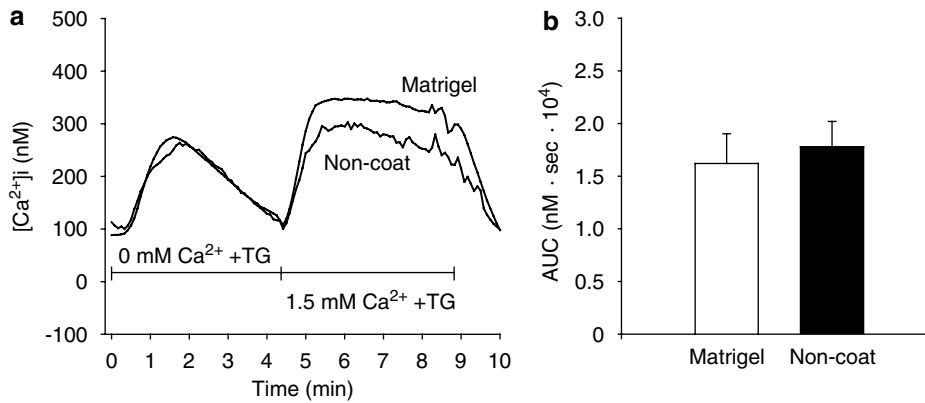 a
500
400
300
200
100
0
-100
[Ca²⁺]i (nM)
Matrigel
Non-coat
0 mM Ca²⁺ +TG
1.5 mM Ca²⁺ +TG
0 1 2 3 4 5 6 7 8 9 10
Time (min)
b
3.0
2.5
2.0
1.5
1.0
0.5
0
AUC (nM · sec · 10⁴)
Matrigel Non-coat